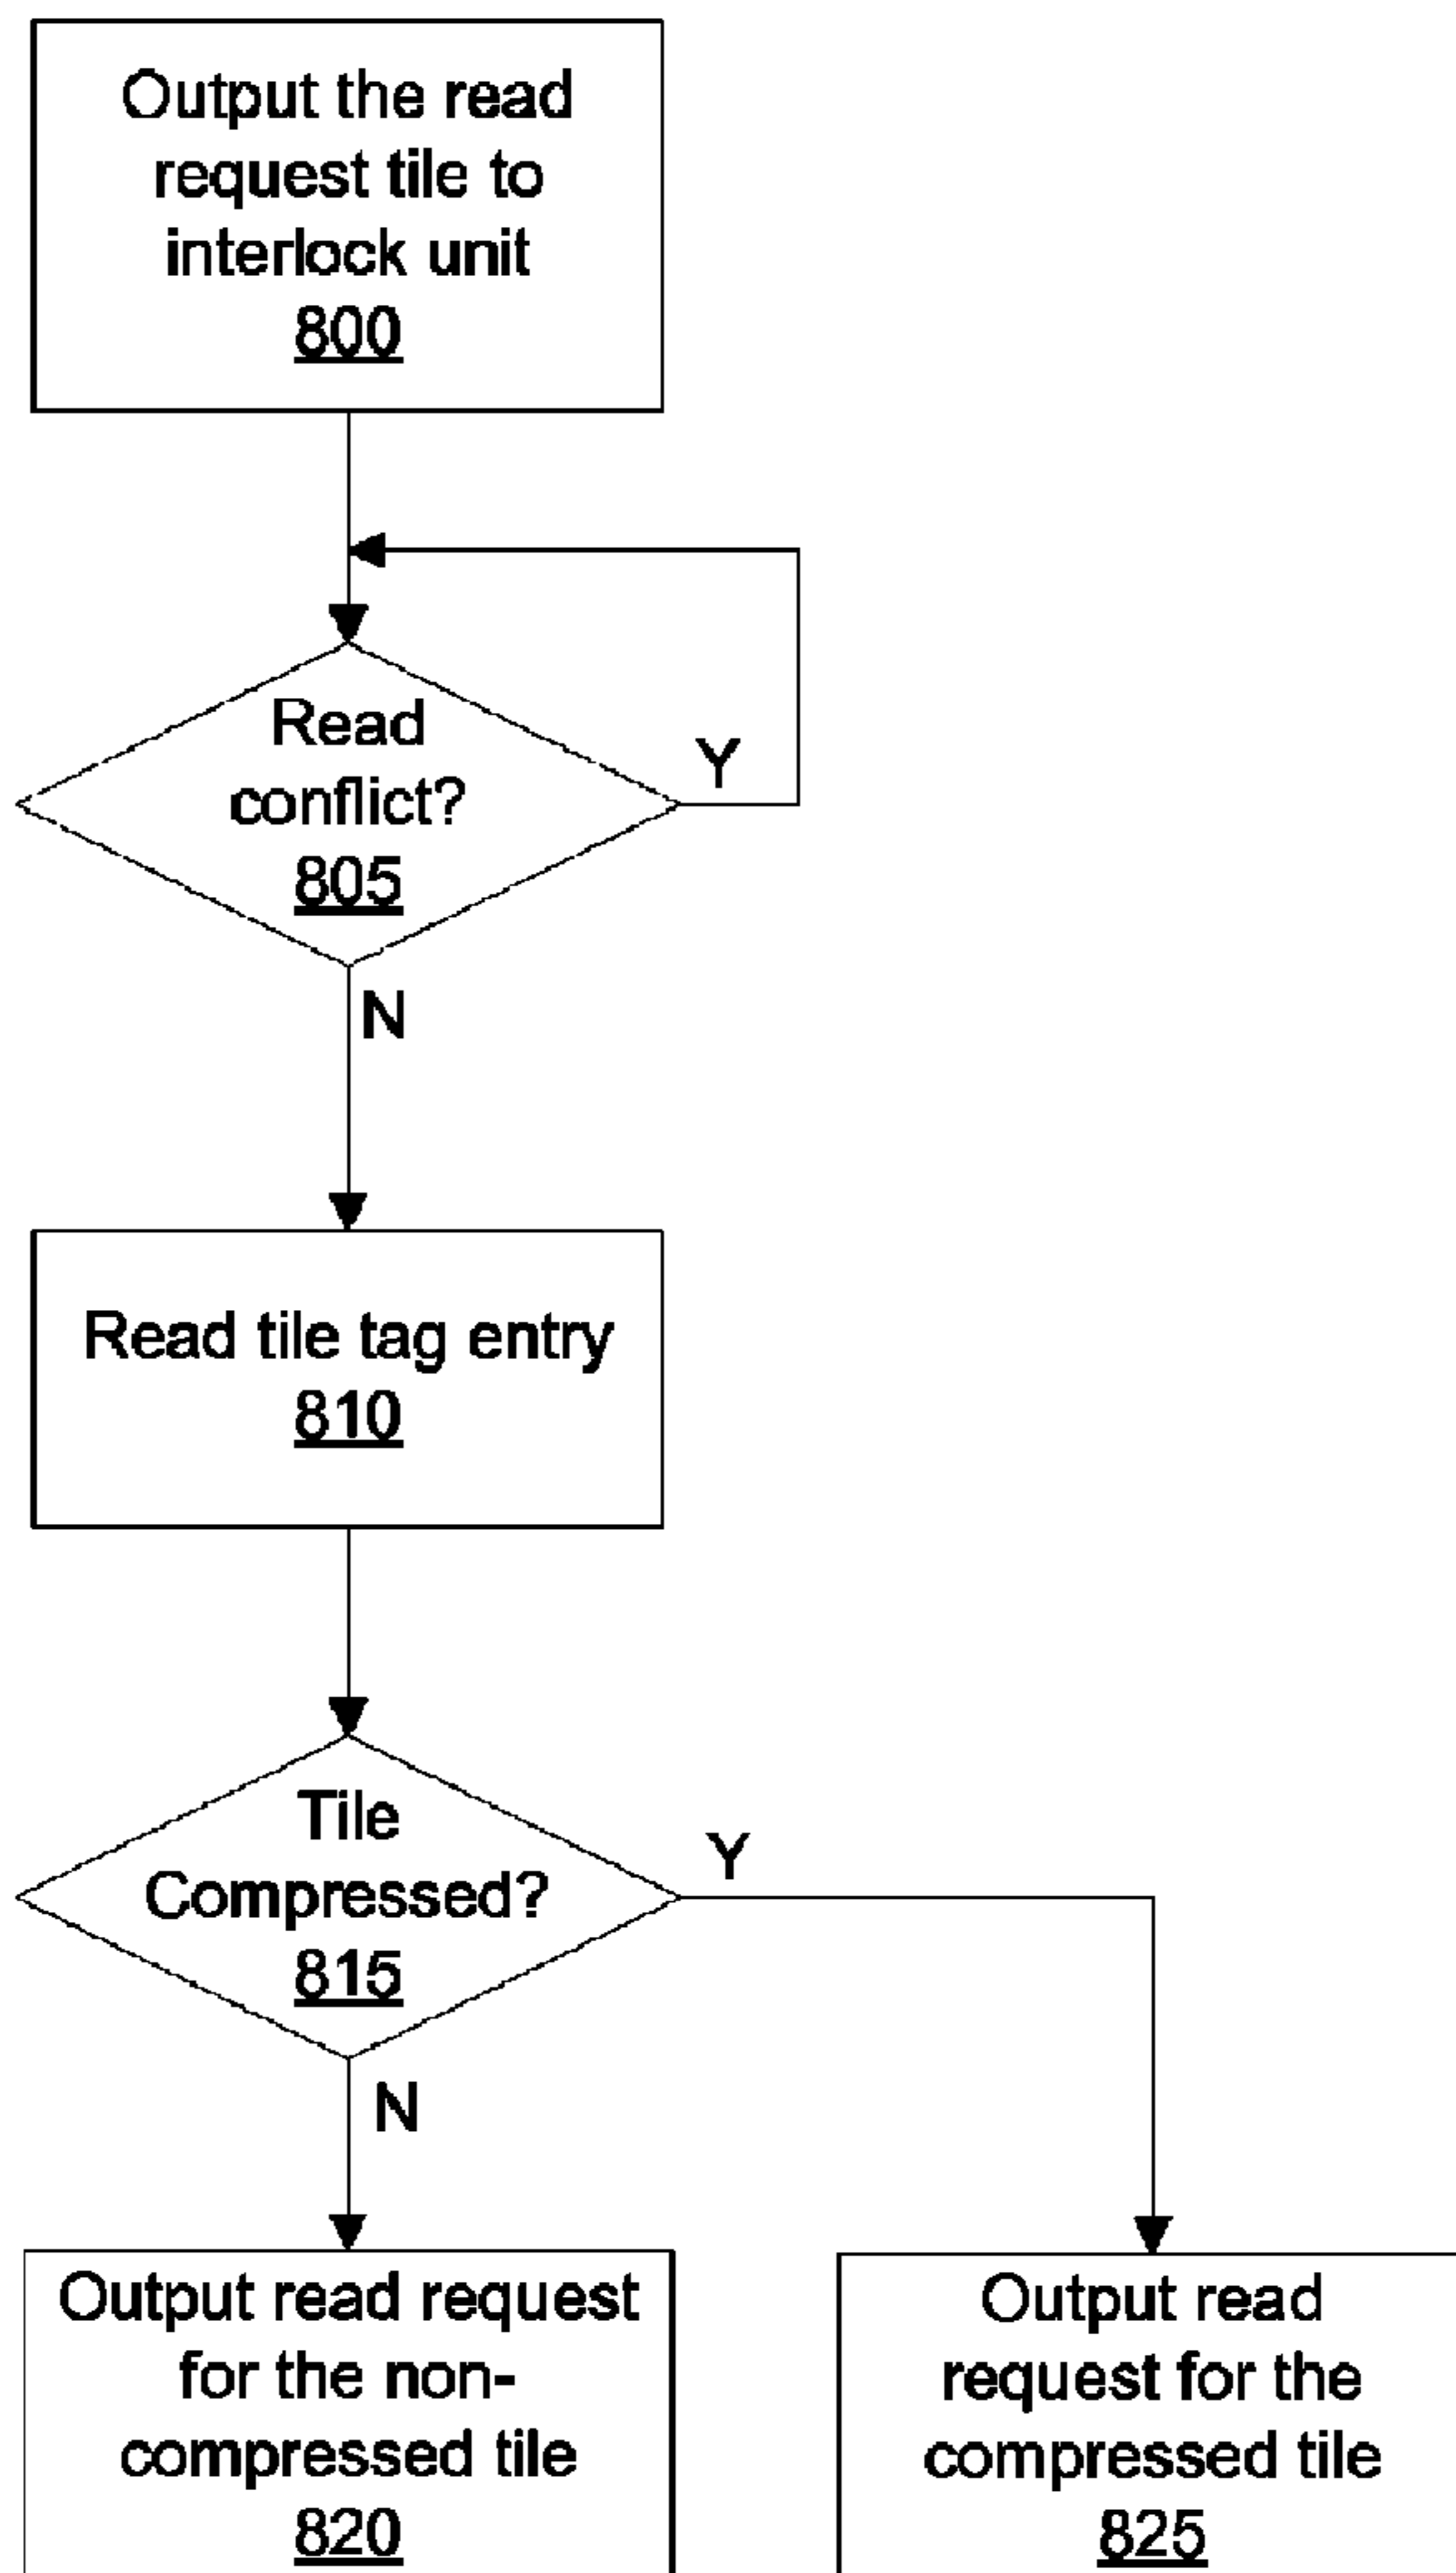 Output the read
request tile to
interlock unit
800
Read
conflict?
805
Y
N
Read tile tag entry
810
Tile
Compressed?
815
Y
N
Output read request
for the non-
compressed tile
820
Output read
request for the
compressed tile
825